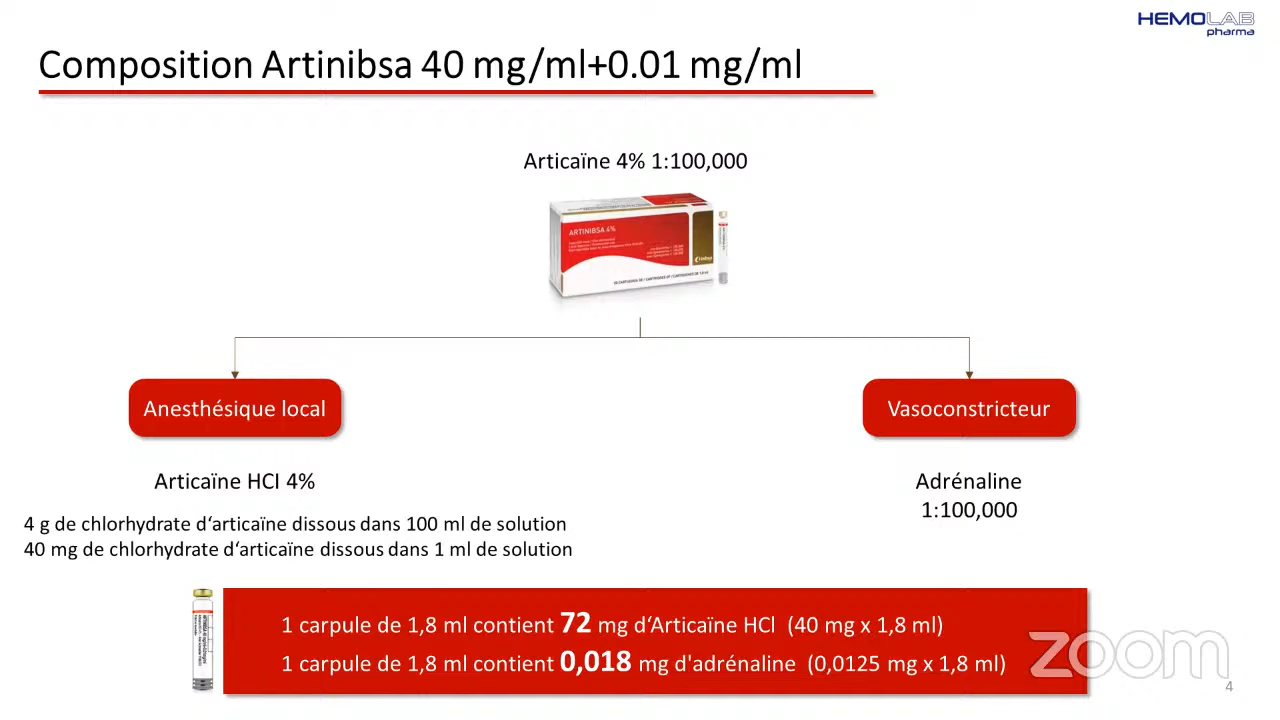 HEMOLAB
pharma
Composition Artinibsa 40 mg/ml+0.01 mg/ml
Articaïne 4% 1:100,000
ARTINIBSA 4%
Anesthésique local
Vasoconstricteur
Articaïne HCl 4%
Adrénaline
1:100,000
4 g de chlorhydrate d‘articaïne dissous dans 100 ml de solution
40 mg de chlorhydrate d‘articaïne dissous dans 1 ml de solution
1 carpule de 1,8 ml contient 72 mg d‘Articaïne HCl (40 mg x 1,8 ml)
1 carpule de 1,8 ml contient 0,018 mg d'adrénaline (0,0125 mg x 1,8 ml)
zoom
4